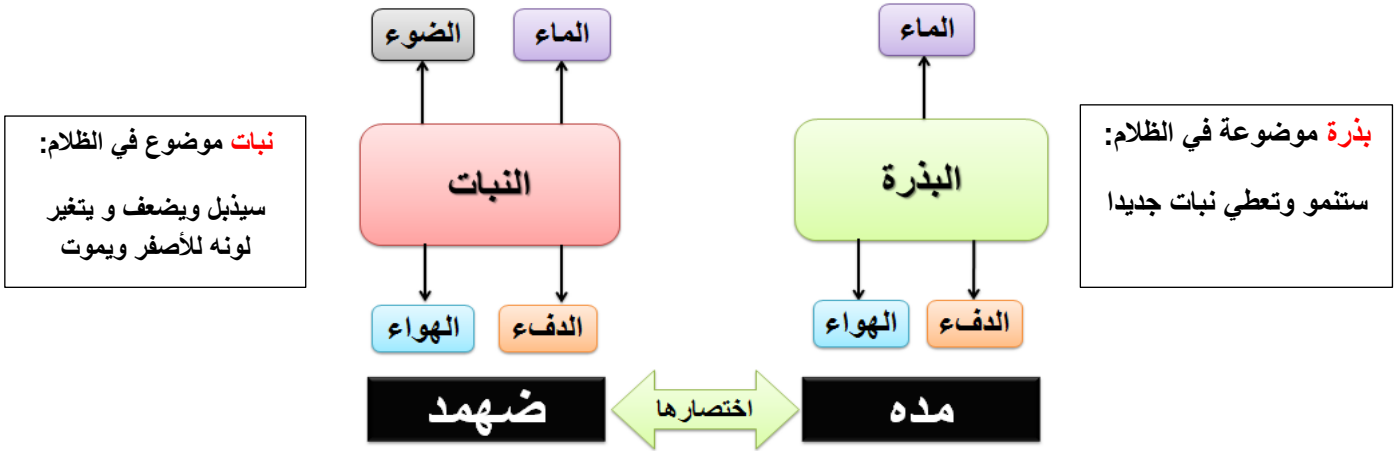 الماء
الماء
الضوء
بذرة موضوعة في الظلام:
ستنمو وتعطي نبات جديدا
البذرة
النبات
نبات موضوع في الظلام:
سيذبل ويضعف و يتغير
لونه للأصفر ويموت
الدفء
الهواء
الدفء
الهواء
مده
اختصارها
ضهمد